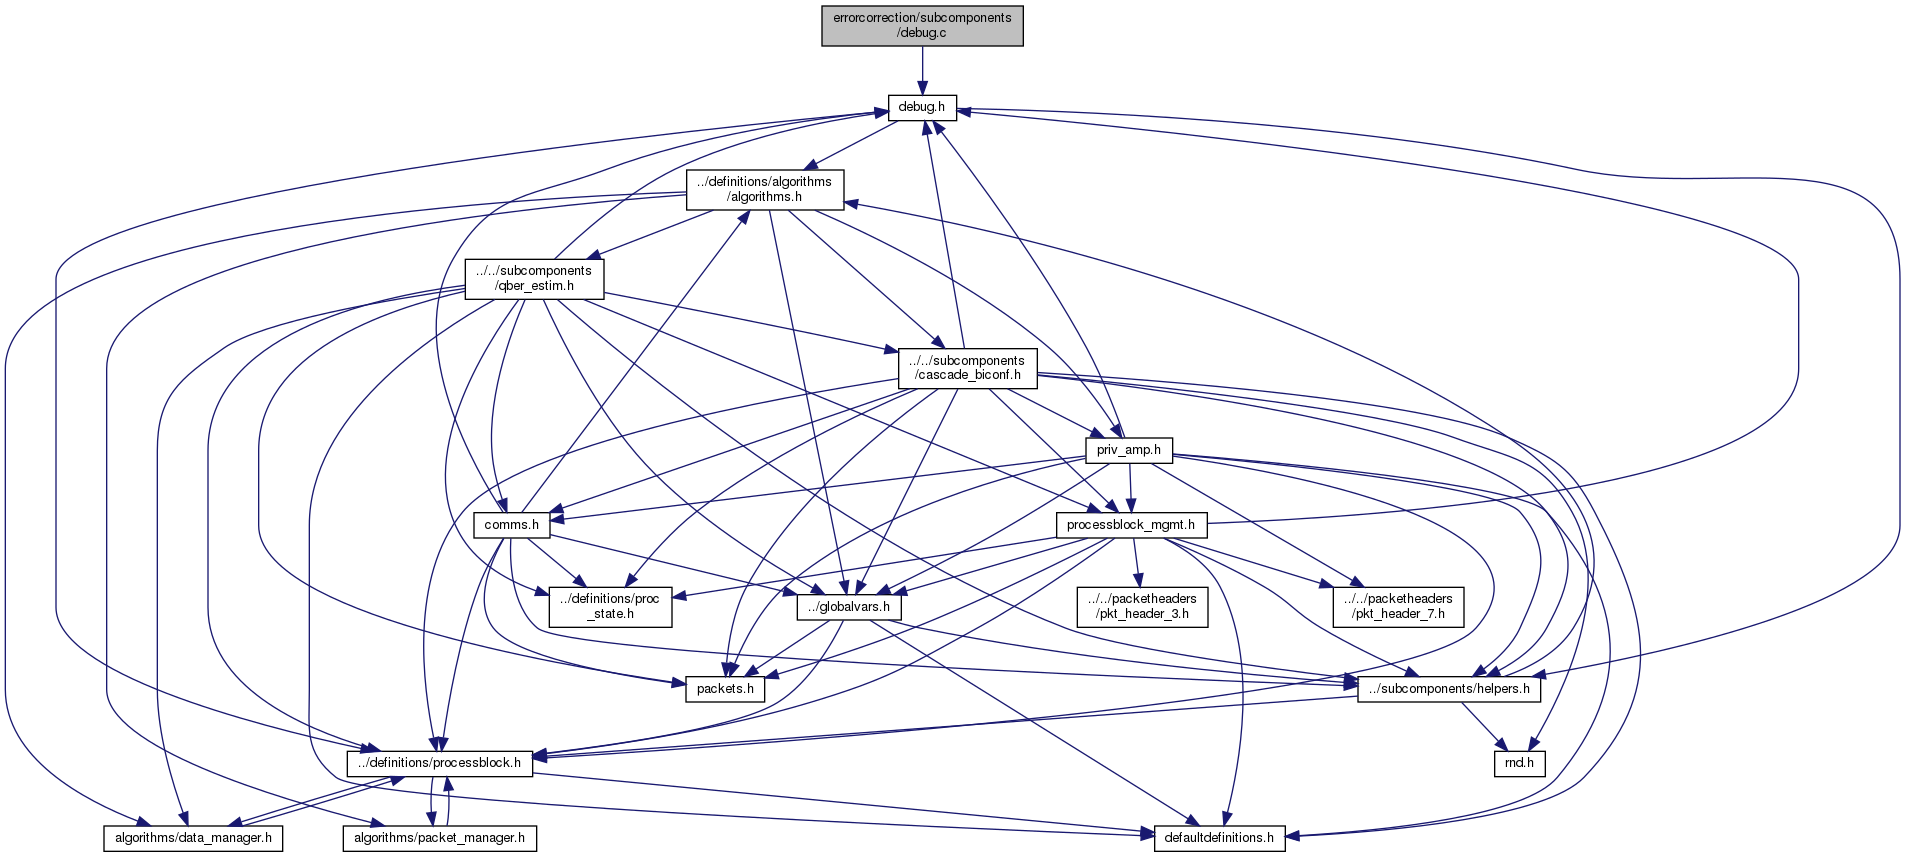 errorcorrection/subcomponents
/debug.c
debug.h
../definitions/algorithms
/algorithms.h
../../subcomponents
/qber_estim.h
../../subcomponents
/cascade_biconf.h
priv_amp.h
comms.h
processblock_mgmt.h
../definitions/proc
_state.h
../globalvars.h
../../packetheaders
/pkt_header_3.h
../../packetheaders
/pkt_header_7.h
packets.h
../subcomponents/helpers.h
../definitions/processblock.h
rnd.h
algorithms/data_manager.h
algorithms/packet_manager.h
defaultdefinitions.h